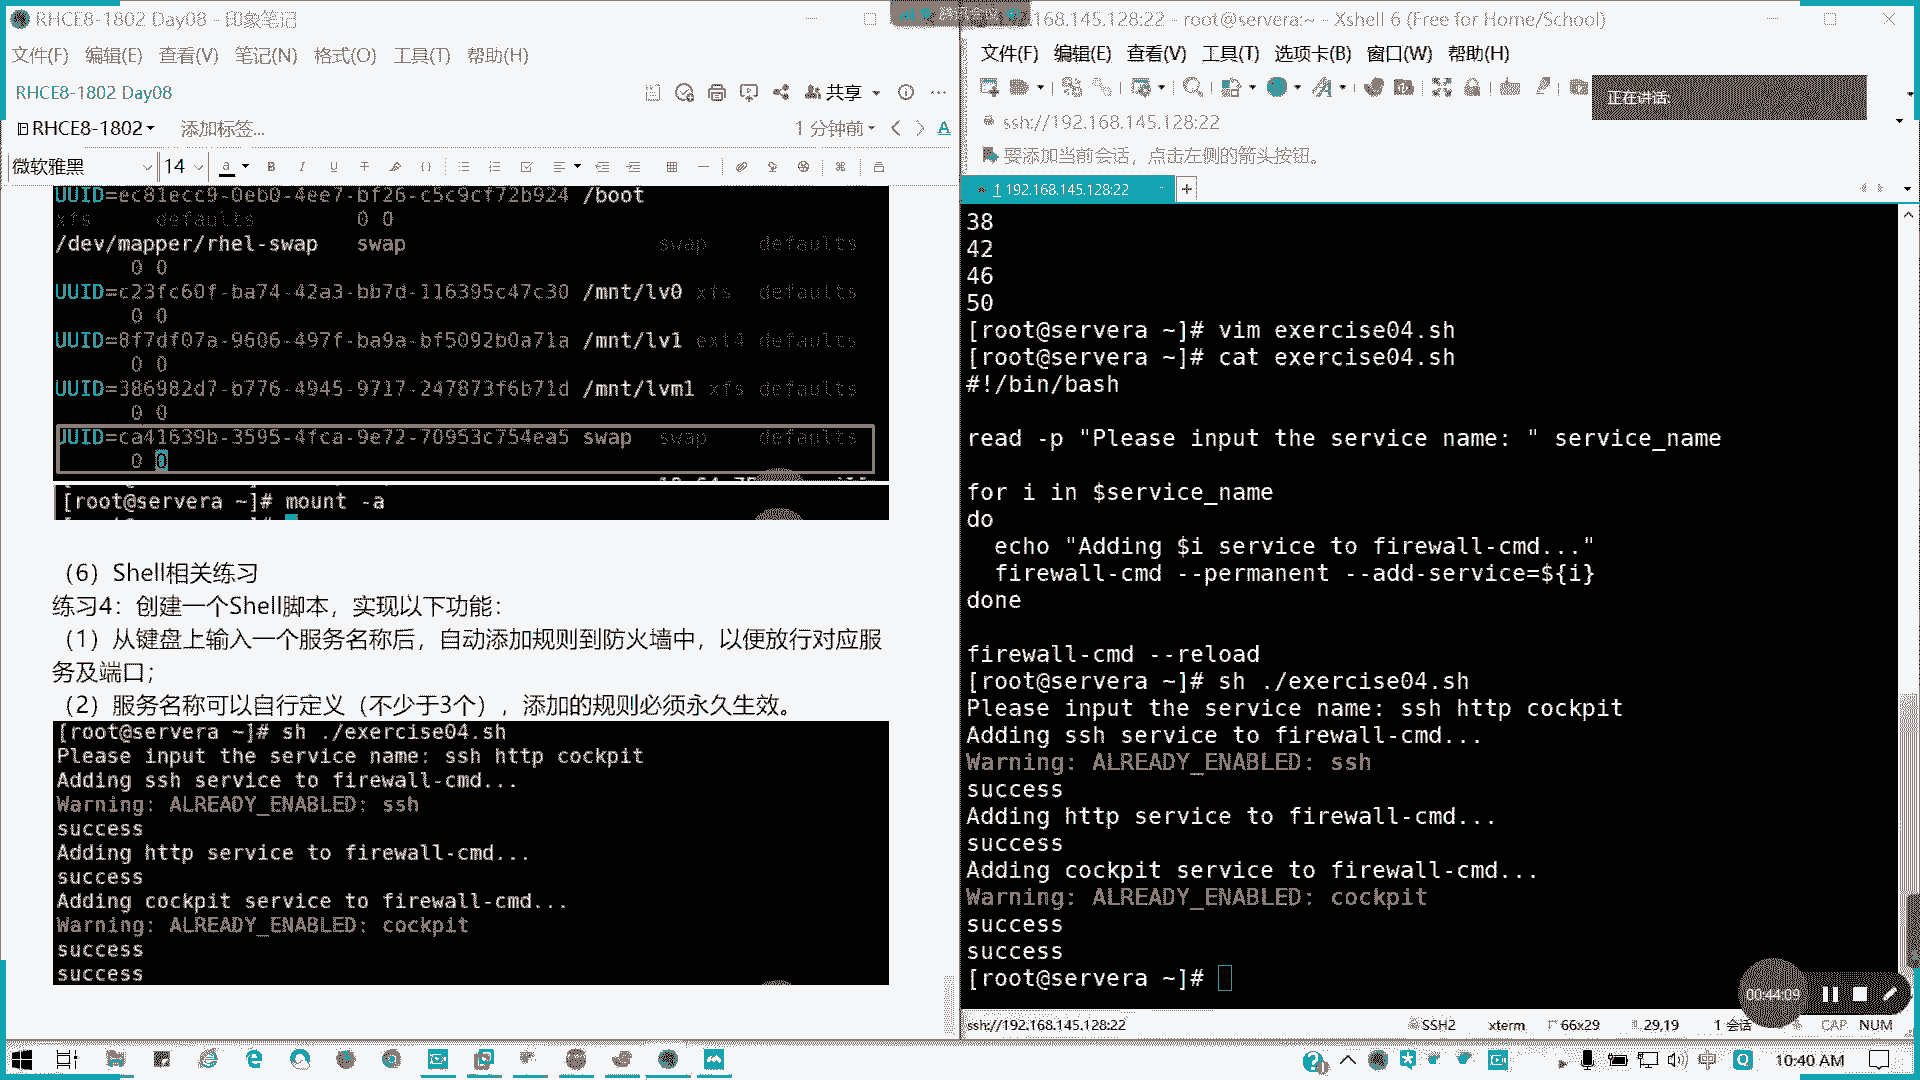 RHCE8-1802 Day08 - 印象笔记
文件(F) 编辑(E) 查看(V) 笔记(N) 格式(O) 工具(T) 帮助(H)
RHCE8-1802 Day08
共享
RHCE8-1802
添加标签...
1 分钟前
微软雅黑
14
UUID=ec81ecc9-0eb0-4ee7-bf26-c5c9cf72b924 /boot
xfs defaults 0 0
/dev/mapper/rhel-swap swap swap defaults
0 0
UUID=c23fc60f-ba74-42a3-bb7d-116395c47c30 /mnt/lv0 xfs defaults
0 0
UUID=8f7df07a-9606-497f-ba9a-bf5092b0a71a /mnt/lv1 ext4 defaults
0 0
UUID=386982d7-b776-4945-9717-247873f6b71d /mnt/lvm1 xfs defaults
0 0
UUID=ca41639b-3595-4fca-9e72-70953c754ea5 swap swap defaults
0 0
[root@servera ~]# mount -a
（6）Shell相关练习
练习4：创建一个Shell脚本，实现以下功能：
（1）从键盘上输入一个服务名称后，自动添加规则到防火墙中，以便放行对应服
务及端口；
（2）服务名称可以自行定义（不少于3个），添加的规则必须永久生效。
[root@servera ~]# sh ./exercise04.sh
Please input the service name: ssh http cockpit
Adding ssh service to firewall-cmd...
Warning: ALREADY_ENABLED: ssh
success
Adding http service to firewall-cmd...
success
Adding cockpit service to firewall-cmd...
Warning: ALREADY_ENABLED: cockpit
success
success
腾讯会议
192.168.145.128:22 - root@servera:~ - Xshell 6 (Free for Home/School)
文件(F) 编辑(E) 查看(V) 工具(T) 选项卡(B) 窗口(W) 帮助(H)
正在讲话:
ssh://192.168.145.128:22
要添加当前会话，点击左侧的箭头按钮。
1 192.168.145.128:22
38
42
46
50
[root@servera ~]# vim exercise04.sh
[root@servera ~]# cat exercise04.sh
#!/bin/bash
read -p "Please input the service name: " service_name
for i in $service_name
do
echo "Adding $i service to firewall-cmd..."
firewall-cmd --permanent --add-service=${i}
done
firewall-cmd --reload
[root@servera ~]# sh ./exercise04.sh
Please input the service name: ssh http cockpit
Adding ssh service to firewall-cmd...
Warning: ALREADY_ENABLED: ssh
success
Adding http service to firewall-cmd...
success
Adding cockpit service to firewall-cmd...
Warning: ALREADY_ENABLED: cockpit
success
success
[root@servera ~]#
00:44:09
ssh://192.168.145.128:22 SSH2 xterm 66x29 29,19 1 会话 CAP NUM
中
10:40 AM